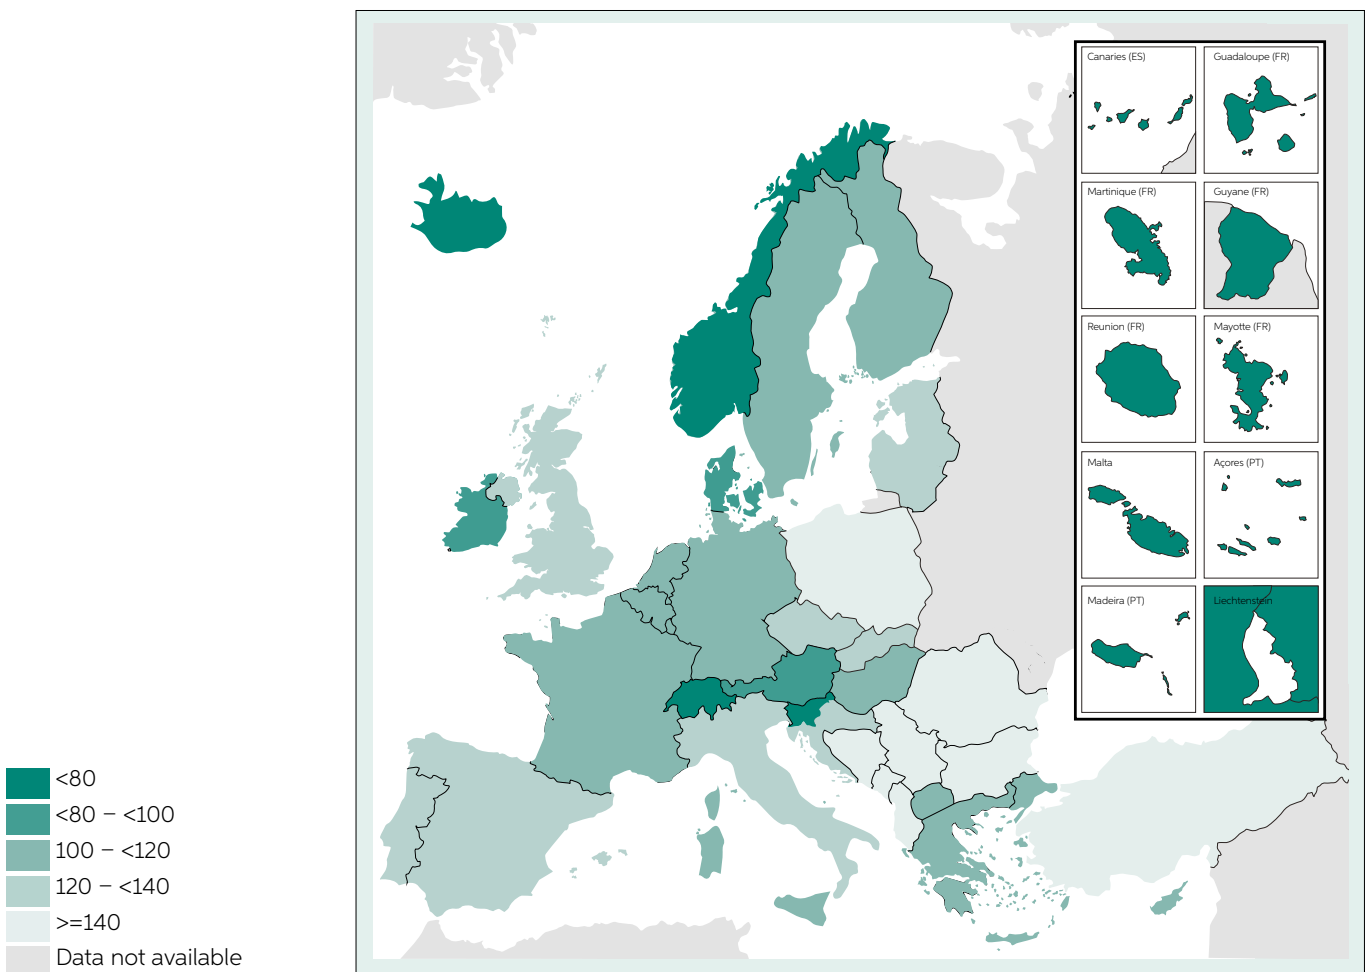 Canaries (ES)
Guadaloupe (FR)
Martinique (FR)
Guyane (FR)
Reunion (FR)
Mayotte (FR)
Malta
Açores (PT)
Madeira (PT)
Liechtenstein
<80
<80 – <100
100 – <120
120 – <140
>=140
Data not available